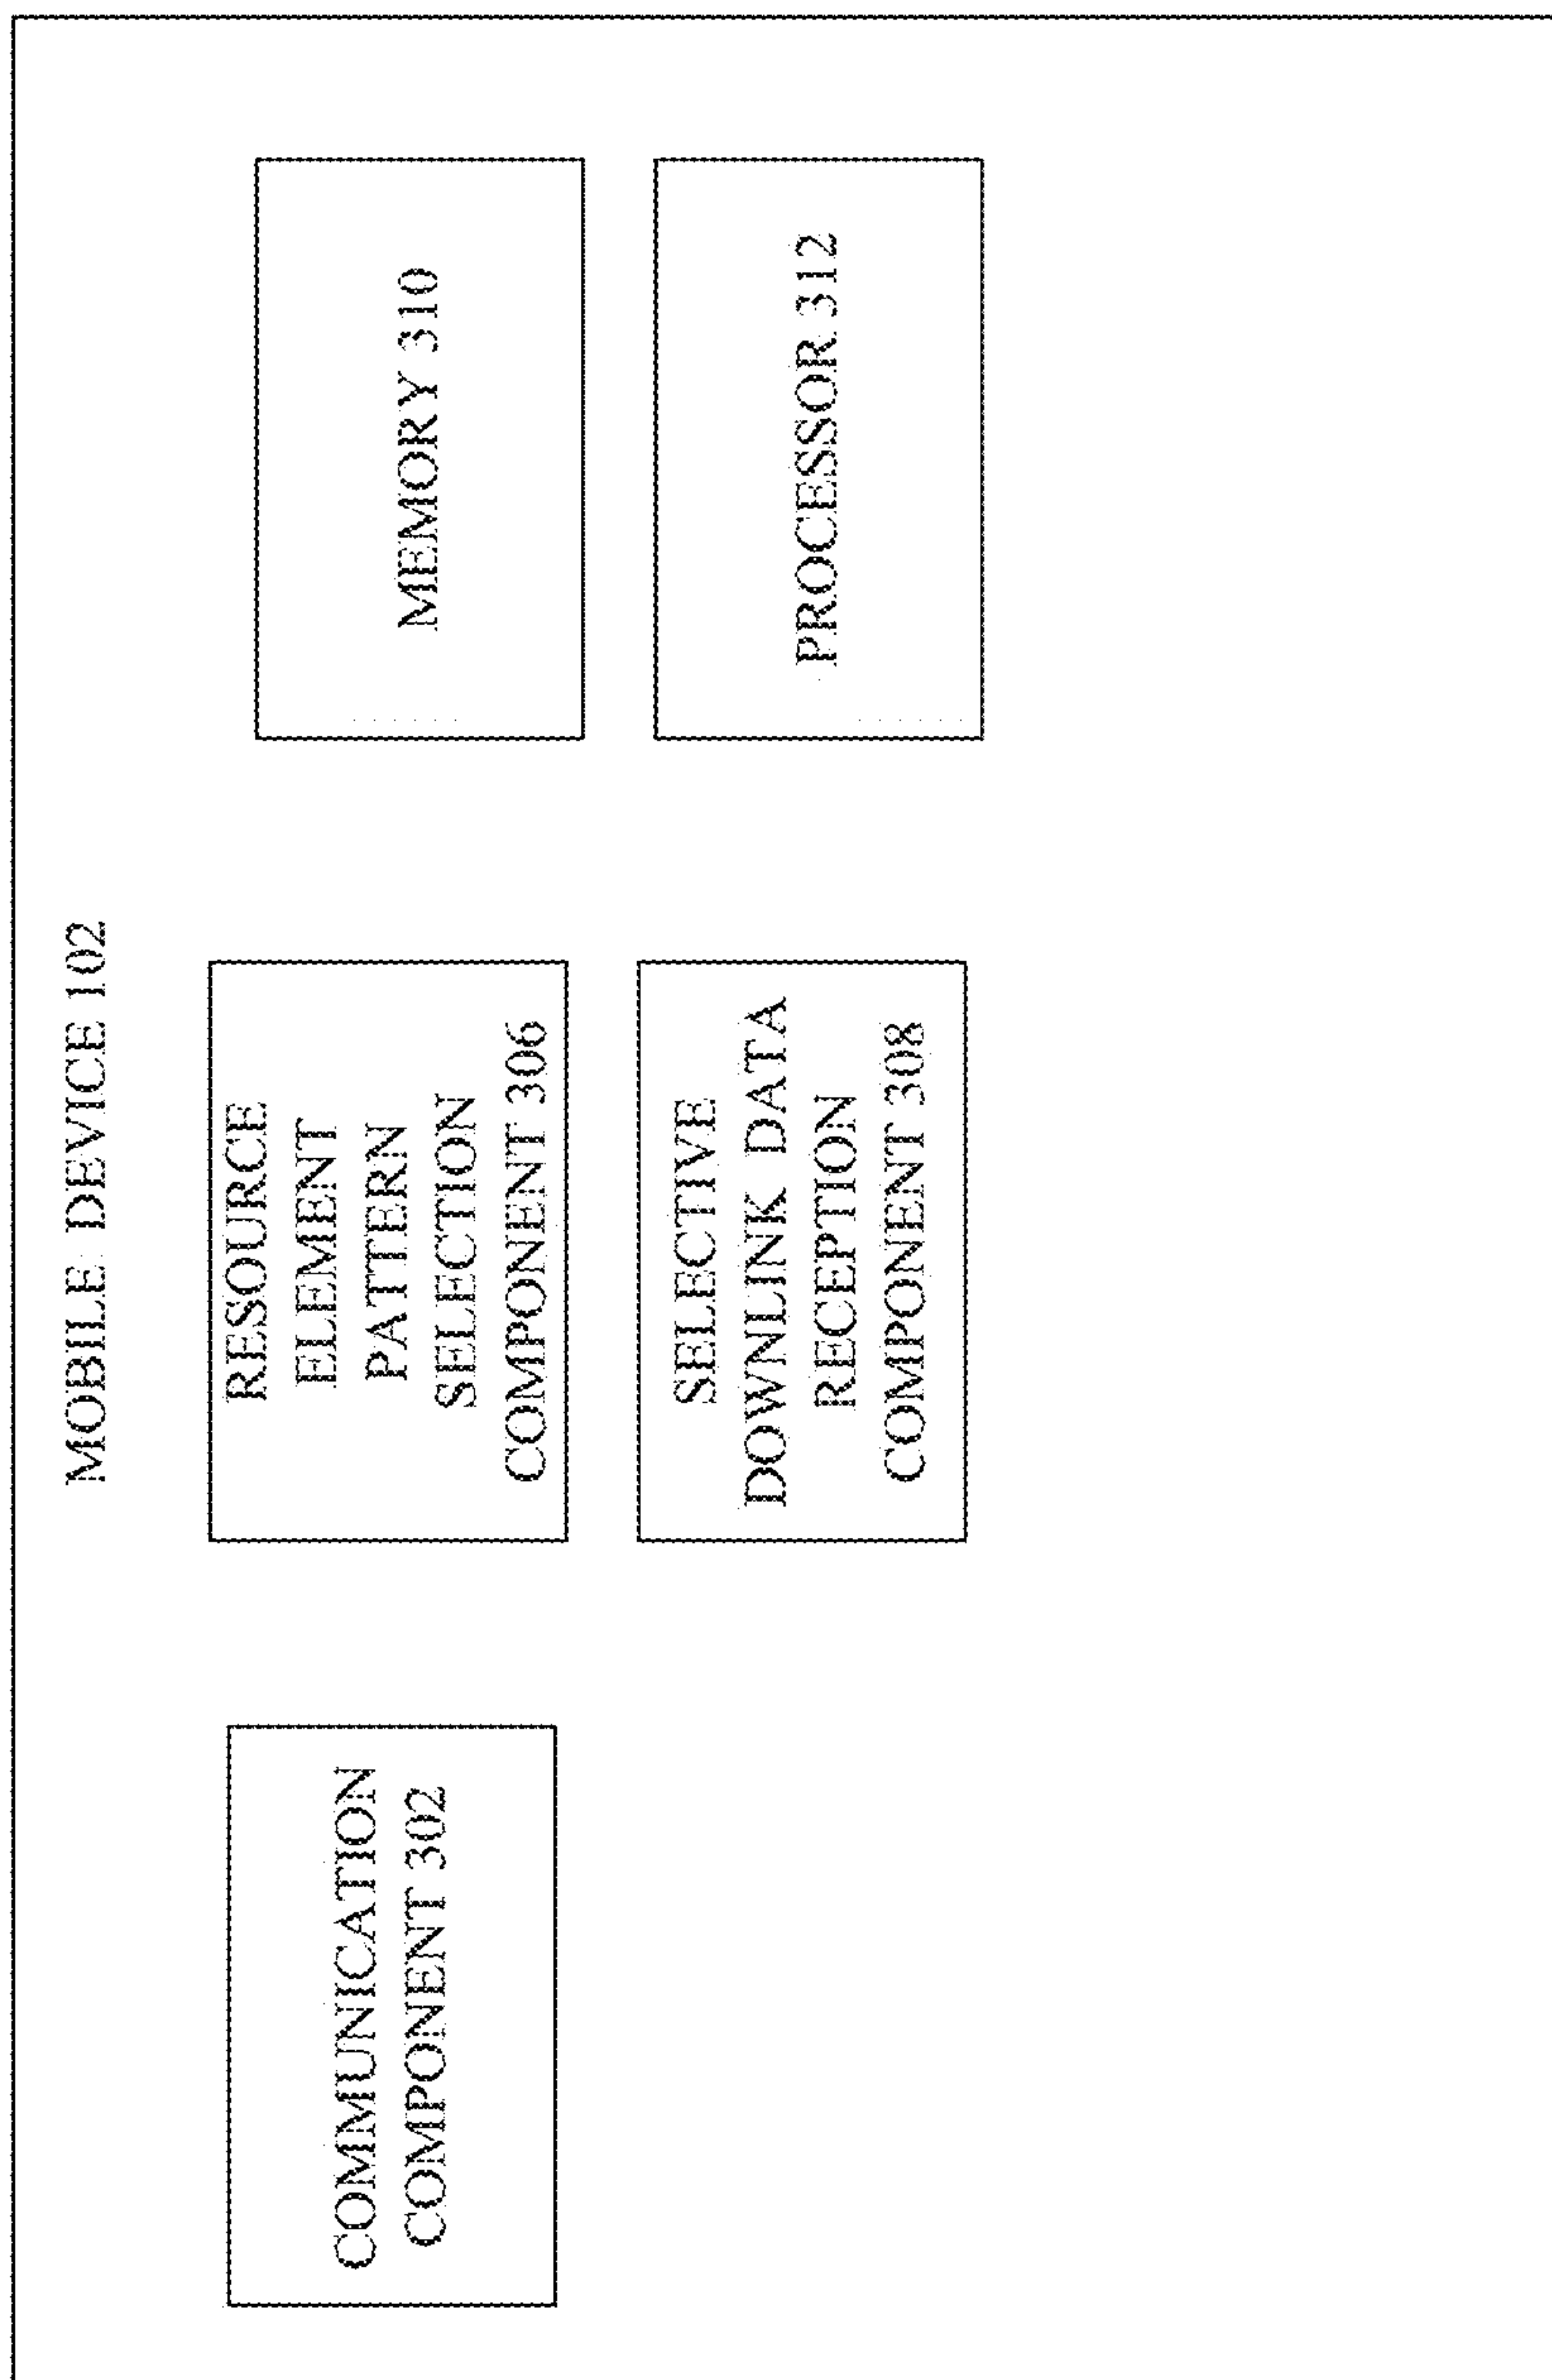 MOBILE DEVICE 102
COMMUNICATION
COMPONENT 302
RESOURCE
ELEMENT
PATTERN
SELECTION
COMPONENT 306
SELECTIVE
DOWNLINK DATA
RECEPTION
COMPONENT 308
MEMORY 310
PROCESSOR 312